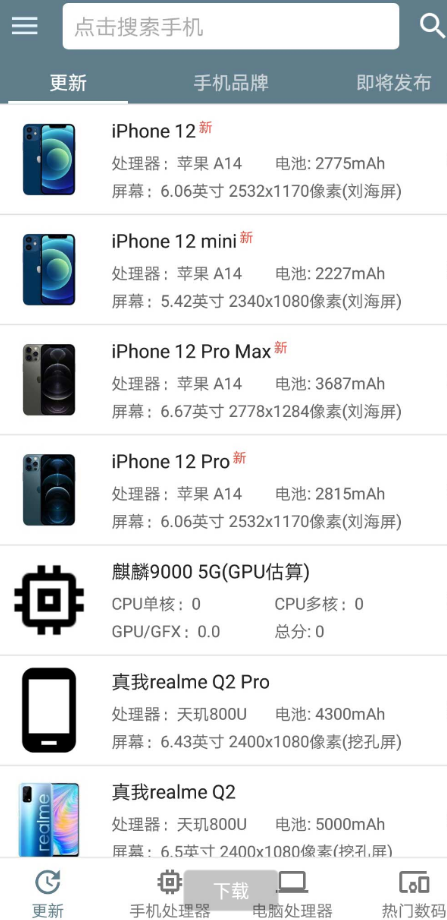 点击搜索手机
更新 手机品牌 即将发布
iPhone 12 新
处理器：苹果 A14 电池: 2775mAh
屏幕：6.06英寸 2532x1170像素(刘海屏)
iPhone 12 mini 新
处理器：苹果 A14 电池: 2227mAh
屏幕：5.42英寸 2340x1080像素(刘海屏)
iPhone 12 Pro Max 新
处理器：苹果 A14 电池: 3687mAh
屏幕：6.67英寸 2778x1284像素(刘海屏)
iPhone 12 Pro 新
处理器：苹果 A14 电池: 2815mAh
屏幕：6.06英寸 2532x1170像素(刘海屏)
麒麟9000 5G(GPU估算)
CPU单核：0 CPU多核：0
GPU/GFX：0.0 总分: 0
真我realme Q2 Pro
处理器：天玑800U 电池: 4300mAh
屏幕：6.43英寸 2400x1080像素(挖孔屏)
realme
真我realme Q2
处理器：天玑800U 电池: 5000mAh
屏幕：6.5英寸 2400x1080像素(挖孔屏)
下载
更新 手机处理器 电脑处理器 热门数码